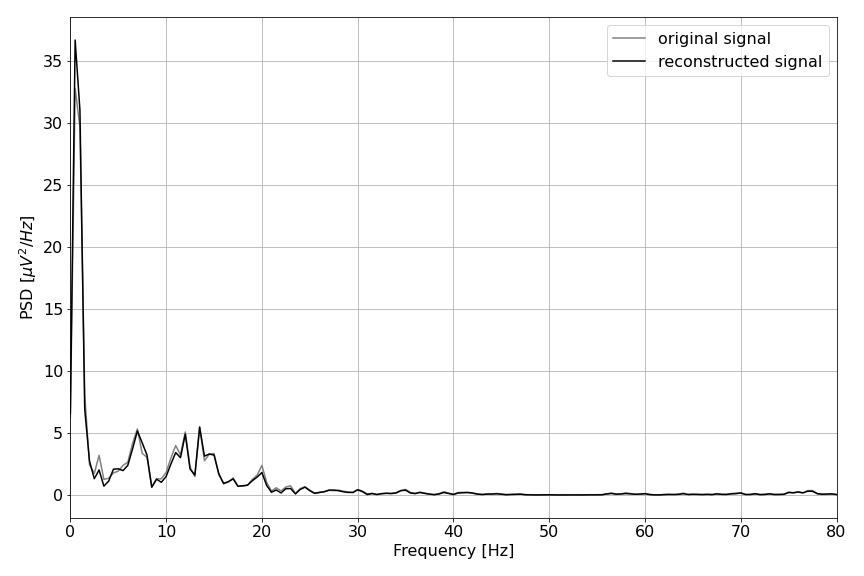 original signal
reconstructed signal
35
30
25
20
15
10
5
0
PSD [μV²/Hz]
0 10 20 30 40 50 60 70 80
Frequency [Hz]